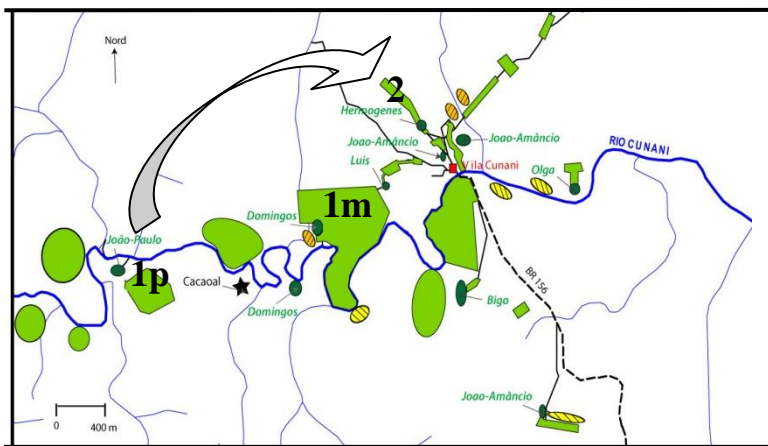 Nord
2
Hermogenes
Joao-Amâncio
Joao-Amâncio
RIO CUNANI
Luis
Vila Cunani
Olga
1m
Domingos
João-Paulo
1p
Cacaoal
BR 156
Domingos
Bigo
Joao-Amâncio
0 400 m